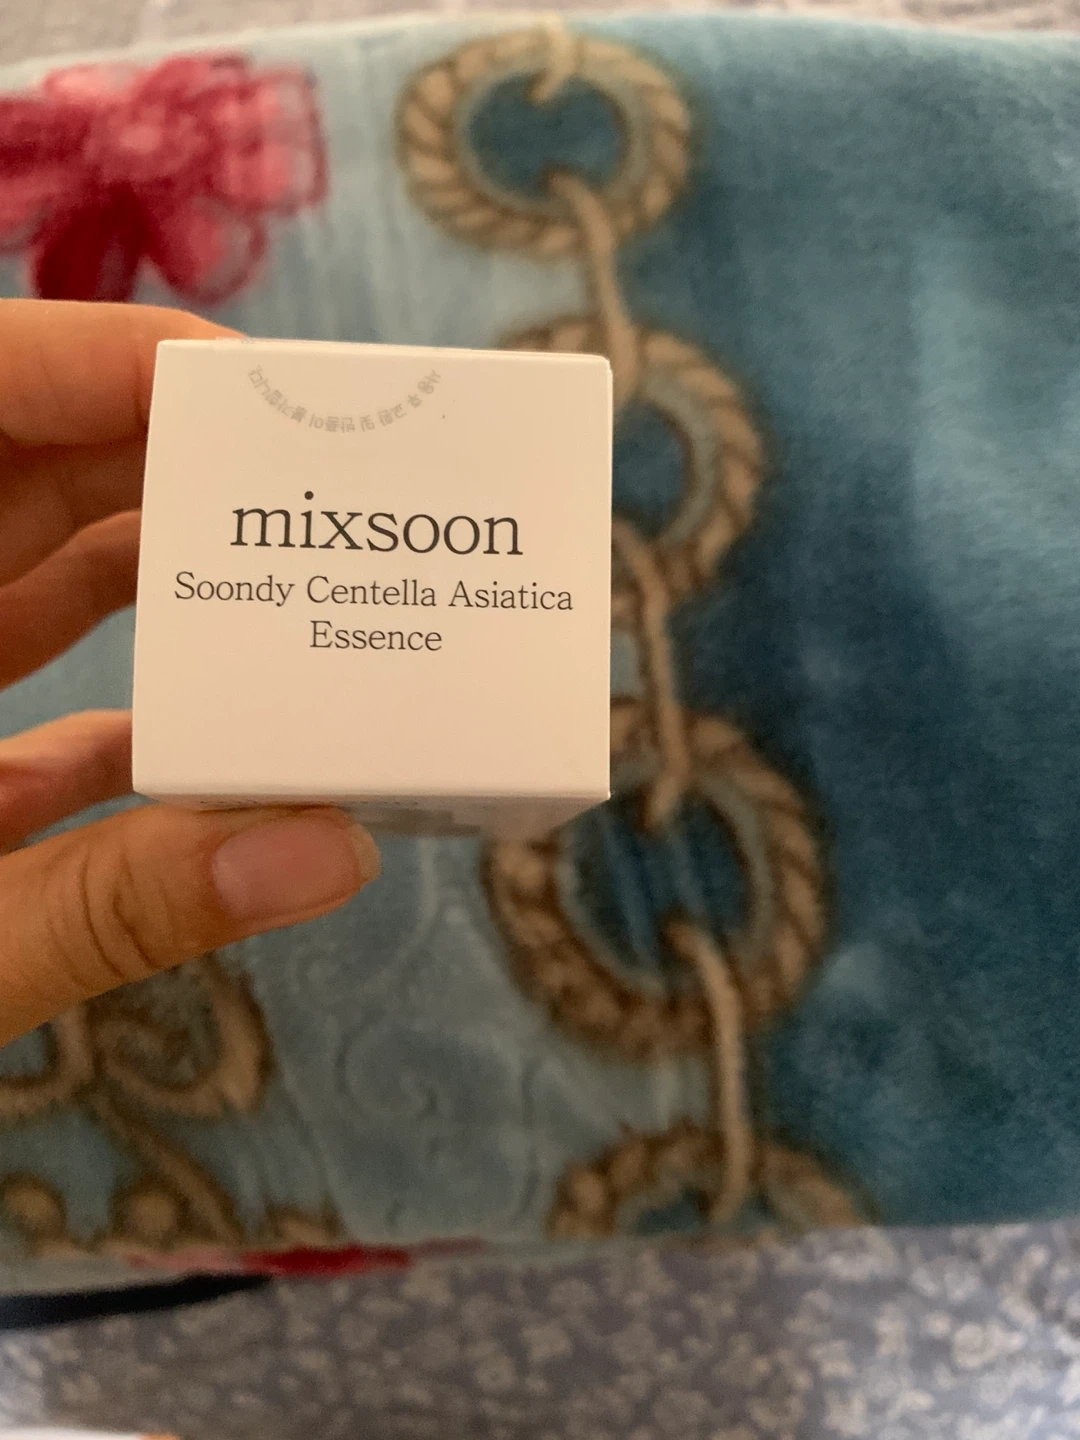 mixsoon
Soondy Centella Asiatica
Essence